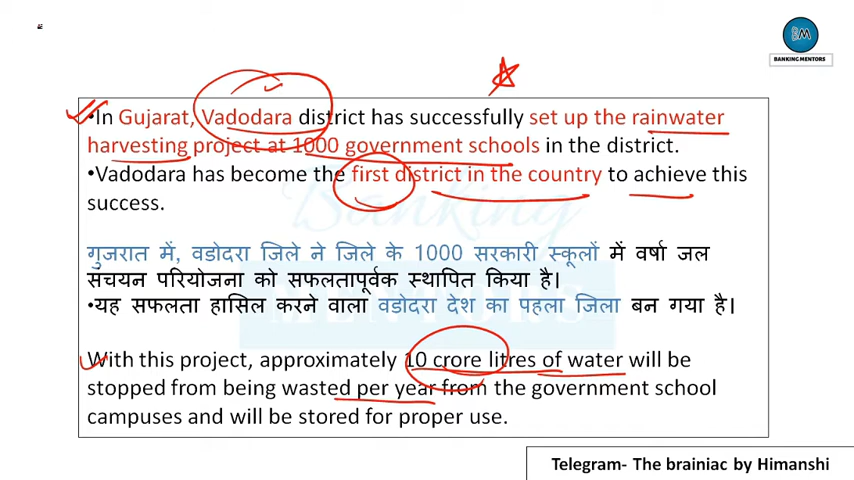 BM
BANKING MENTORS
•In Gujarat, Vadodara district has successfully set up the rainwater
harvesting project at 1000 government schools in the district.
•Vadodara has become the first district in the country to achieve this
success.
Banking
MENTORS
गुजरात में, वडोदरा जिले ने जिले के 1000 सरकारी स्कूलों में वर्षा जल
संचयन परियोजना को सफलतापूर्वक स्थापित किया है।
•यह सफलता हासिल करने वाला वडोदरा देश का पहला जिला बन गया है।
With this project, approximately 10 crore litres of water will be
stopped from being wasted per year from the government school
campuses and will be stored for proper use.
Telegram- The brainiac by Himanshi